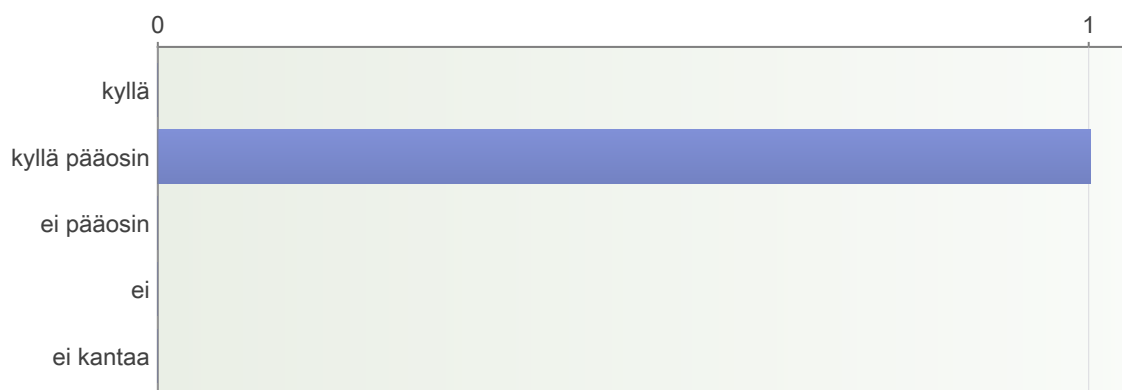 0 1
kyllä
kyllä pääosin
ei pääosin
ei
ei kantaa